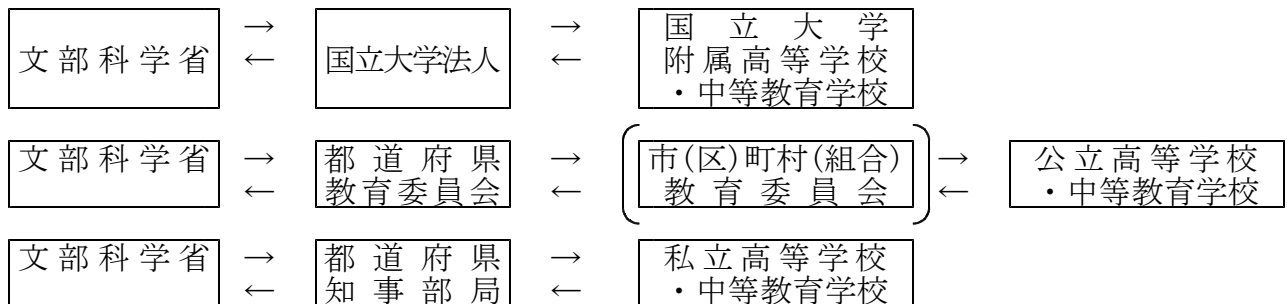 文部科学省 → 国立大学法人 → 国立大学
← ← 附属高等学校
・中等教育学校
文部科学省 → 都道府県 → 市(区)町村(組合) → 公立高等学校
← 教育委員会 ← 教育委員会 ← ・中等教育学校
文部科学省 → 都道府県 → 私立高等学校
← 知事部局 ← ・中等教育学校